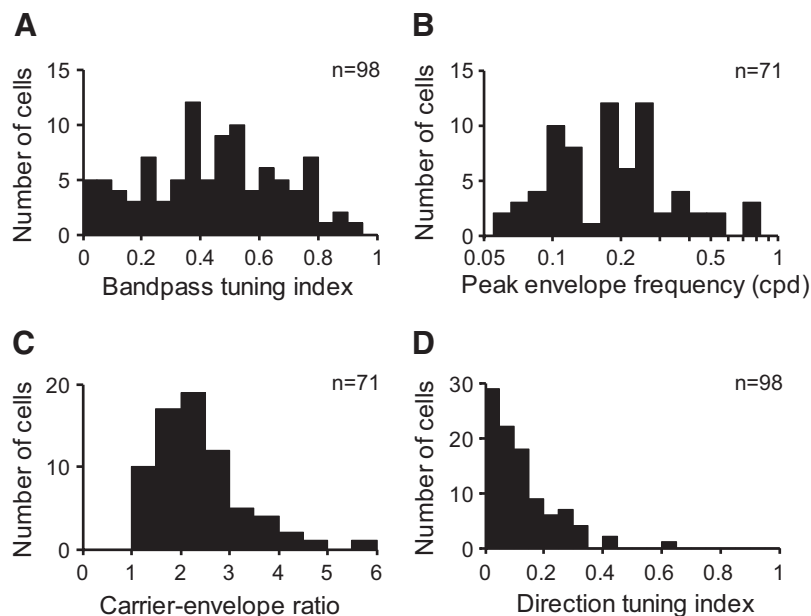 A
Number of cells
n=98
15
10
5
0
0 0.2 0.4 0.6 0.8 1
Bandpass tuning index
B
Number of cells
n=71
15
10
5
0
0.05 0.1 0.2 0.5 1
Peak envelope frequency (cpd)
C
Number of cells
n=71
20
10
0
0 1 2 3 4 5 6
Carrier-envelope ratio
D
Number of cells
n=98
30
20
10
0
0 0.2 0.4 0.6 0.8 1
Direction tuning index